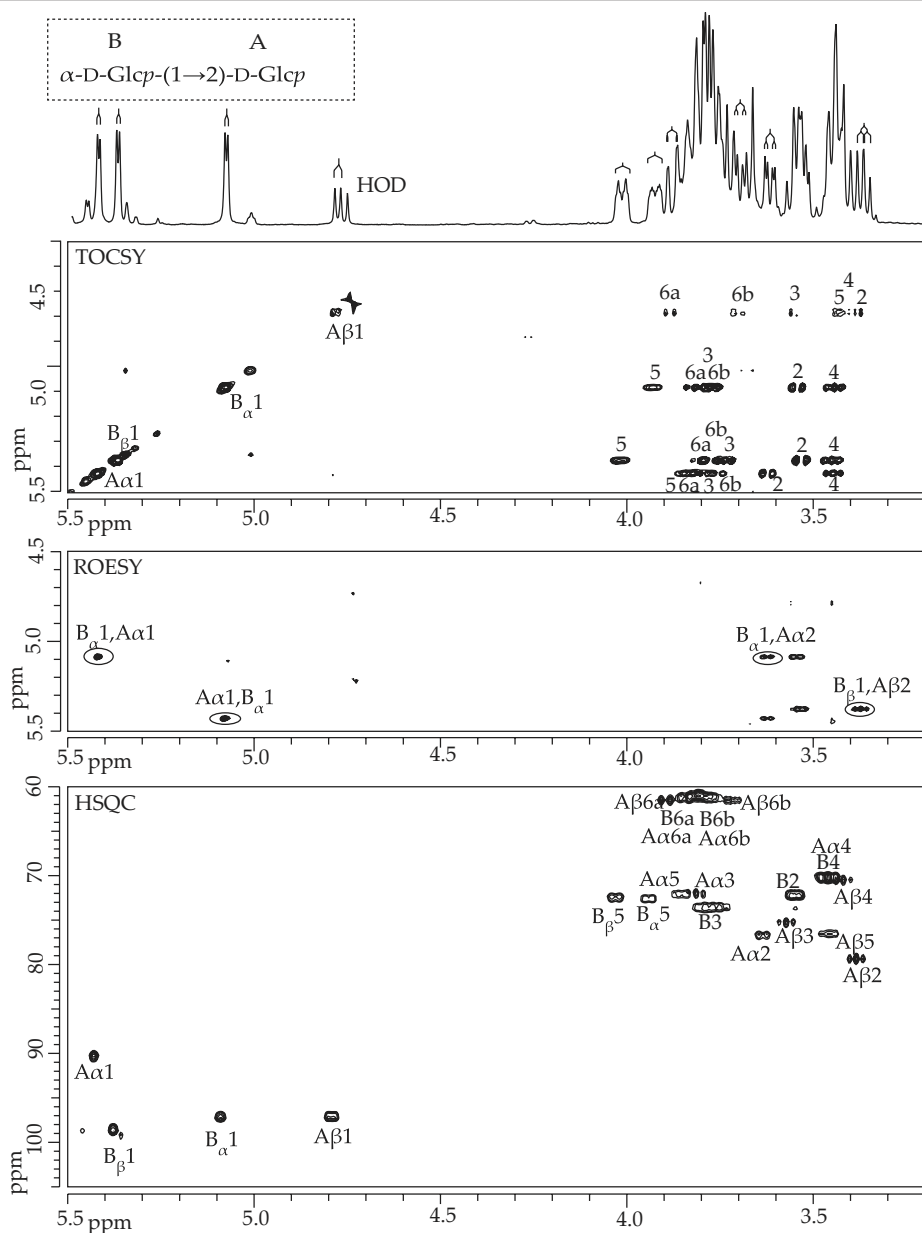 B A
α-D-Glcp-(1→2)-D-Glcp
HOD
TOCSY
4.5
5.0
5.5
ppm
6a 6b 3 4
5 2
Aβ1
3
5 6a 6b 2 4
Bα1
6b
Bβ1 5 6a 3 2 4
Aα1
5 6a 3 6b 2 4
5.5 ppm 5.0 4.5 4.0 3.5
ROESY
4.5
5.0
5.5
ppm
Bα1,Aα1 Bα1,Aα2
Aα1,Bα1 Bβ1,Aβ2
5.5 ppm 5.0 4.5 4.0 3.5
HSQC
60
70
80
90
100
ppm
Aβ6a B6a B6b Aβ6b
Aα6a Aα6b
Aα4
Aα5 Aα3 B2 B4
Aβ4
Bβ5 Bα5 B3
Aα2 Aβ3 Aβ5
Aβ2
Aα1
Bβ1 Bα1 Aβ1
5.5 ppm 5.0 4.5 4.0 3.5